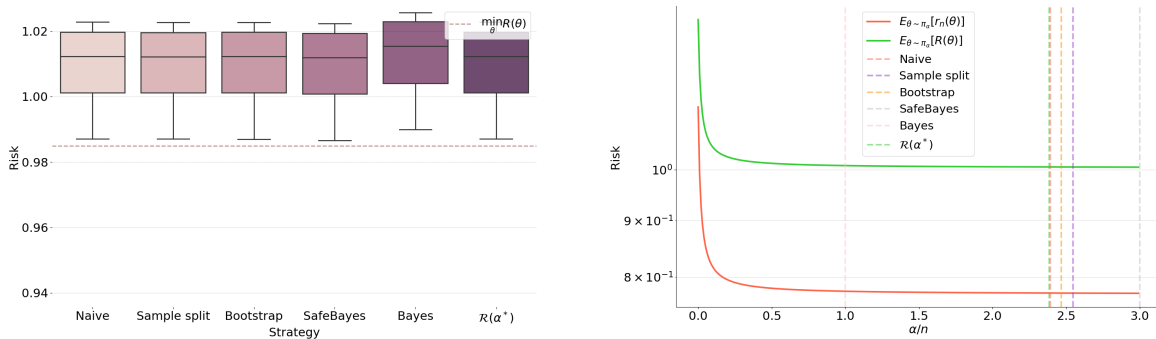 1.02
1.00
0.98
0.96
0.94
Risk
min_θ R(θ)
Naive
Sample split
Bootstrap
SafeBayes
Bayes
𝓡(α*)
Strategy
Risk
10⁰
9 × 10⁻¹
8 × 10⁻¹
E_{θ∼π_α}[r_n(θ)]
E_{θ∼π_α}[R(θ)]
Naive
Sample split
Bootstrap
SafeBayes
Bayes
𝓡(α*)
0.0 0.5 1.0 1.5 2.0 2.5 3.0
α/n